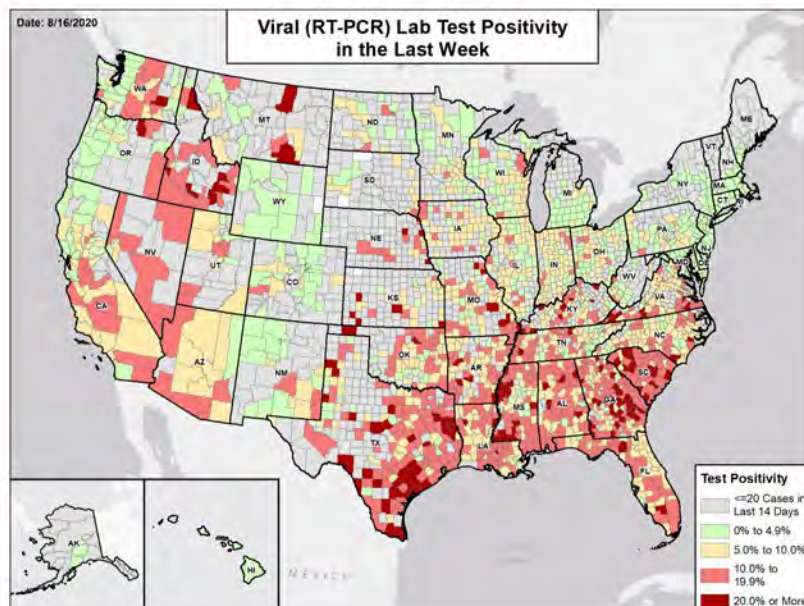 Date: 8/16/2020
Viral (RT-PCR) Lab Test Positivity
in the Last Week
WA
MT
ND
MN
ME
OR
ID
SD
WI
VT
NH
WY
MI
NY
MA
CT
RI
NE
IA
PA
NV
UT
CO
IL
IN
OH
NJ
MD
DE
CA
KS
MO
WV
VA
KY
AZ
NM
OK
AR
TN
NC
SC
TX
LA
MS
AL
GA
FL
AK
HI
MEXICO
Test Positivity
<=20 Cases in
Last 14 Days
0% to 4.9%
5.0% to 10.0%
10.0% to
19.9%
20.0% or More